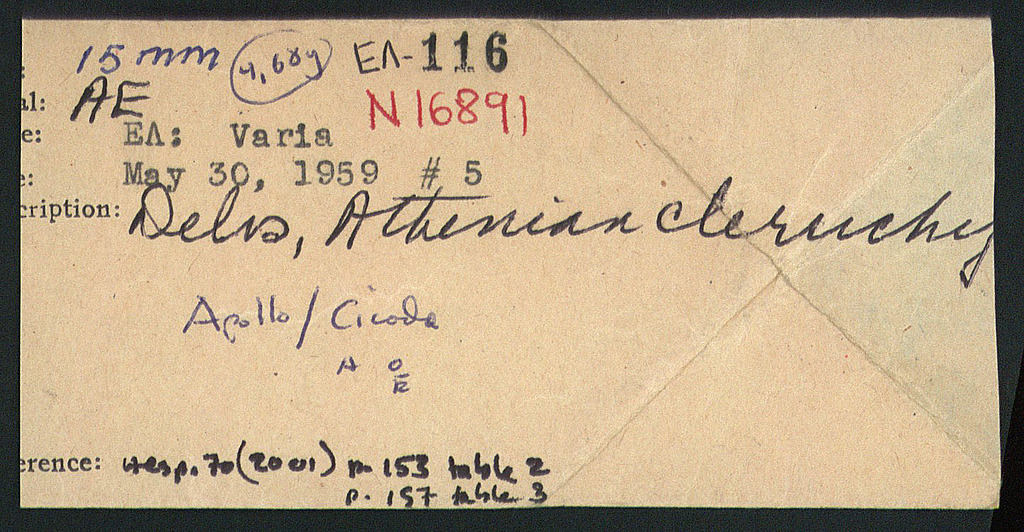 : 15 mm 4,68g ΕΛ-116
al: AE N 16891
e: ΕΛ: Varia
e: May 30, 1959 # 5
cription: Delos, Athenian cleruchy
Apollo/Cicada
A Θ
E
erence: Hesp. 70 (2001) p. 153 table 2
p. 157 table 3